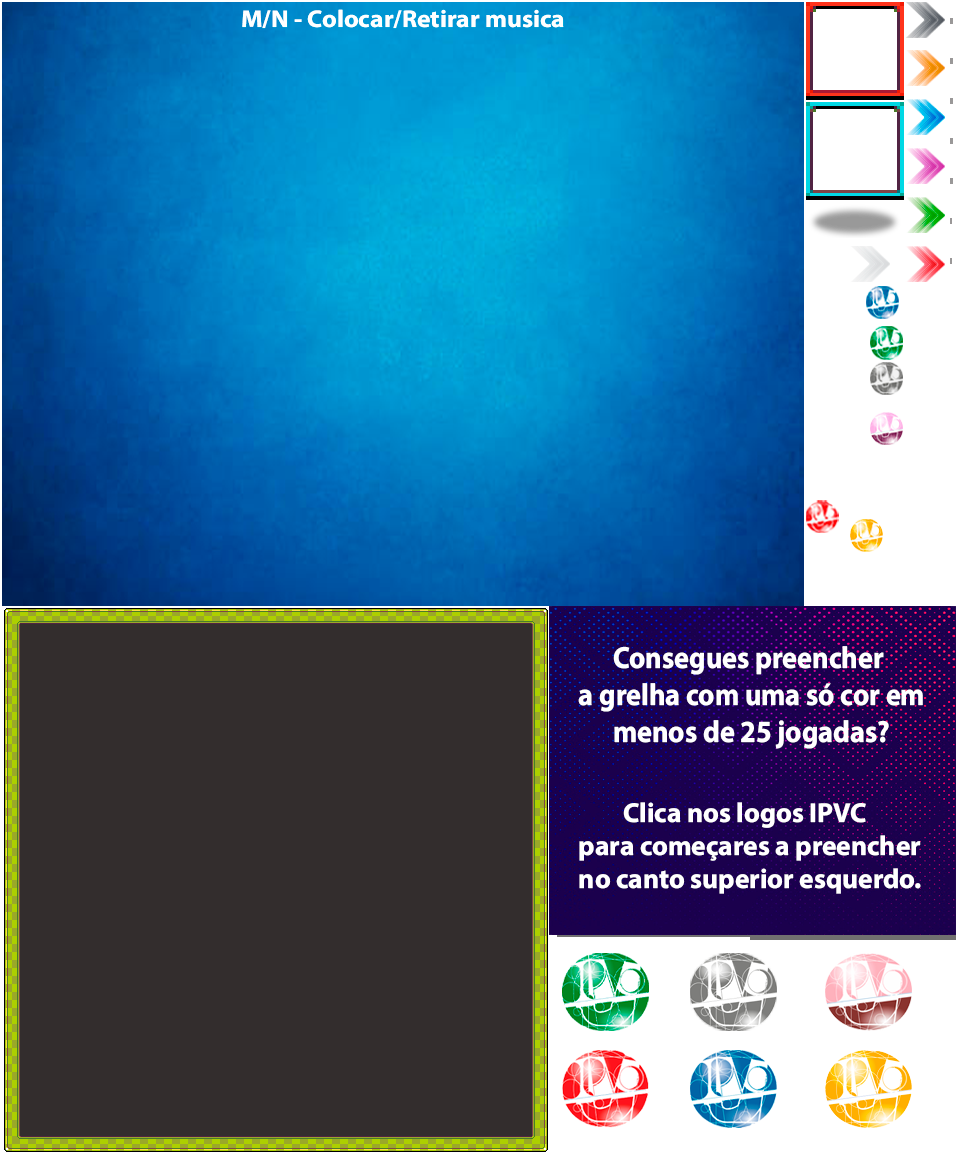 M/N - Colocar/Retirar musica
Consegues preencher
a grelha com uma só cor em
menos de 25 jogadas?
Clica nos logos IPVC
para começares a preencher
no canto superior esquerdo.